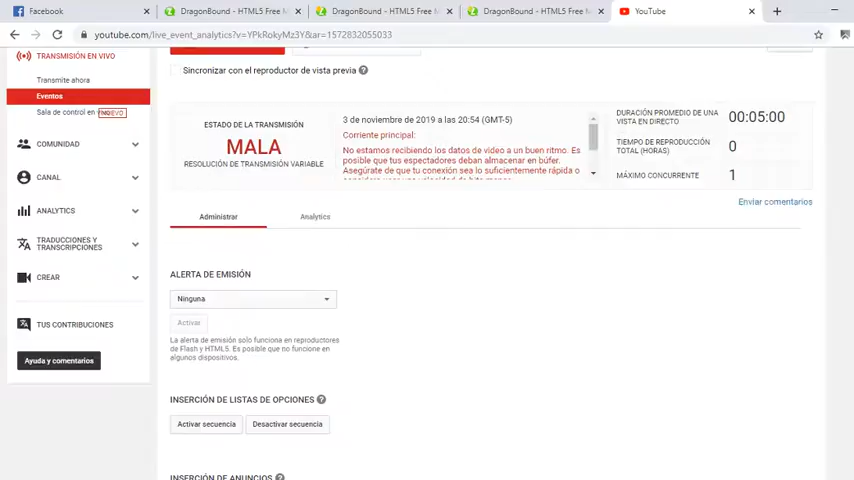 Facebook
DragonBound - HTML5 Free M
DragonBound - HTML5 Free M
DragonBound - HTML5 Free M
YouTube
youtube.com/live_event_analytics?v=YPkRokyMz3Y&ar=1572832055033
TRANSMISIÓN EN VIVO
Transmite ahora
Eventos
Sala de control en vivo NUEVO
COMUNIDAD
CANAL
ANALYTICS
TRADUCCIONES Y
TRANSCRIPCIONES
CREAR
TUS CONTRIBUCIONES
Ayuda y comentarios
Sincronizar con el reproductor de vista previa
ESTADO DE LA TRANSMISIÓN
MALA
RESOLUCIÓN DE TRANSMISIÓN VARIABLE
3 de noviembre de 2019 a las 20:54 (GMT-5)
Corriente principal:
No estamos recibiendo los datos de video a un buen ritmo. Es
posible que tus espectadores deban almacenar en búfer.
Asegúrate de que tu conexión sea lo suficientemente rápida o
considera usar una velocidad de bits menor.
DURACIÓN PROMEDIO DE UNA
VISTA EN DIRECTO
00:05:00
TIEMPO DE REPRODUCCIÓN
TOTAL (HORAS)
0
MÁXIMO CONCURRENTE
1
Enviar comentarios
Administrar
Analytics
ALERTA DE EMISIÓN
Ninguna
Activar
La alerta de emisión solo funciona en reproductores
de Flash y HTML5. Es posible que no funcione en
algunos dispositivos.
INSERCIÓN DE LISTAS DE OPCIONES
Activar secuencia
Desactivar secuencia
INSERCIÓN DE ANUNCIOS